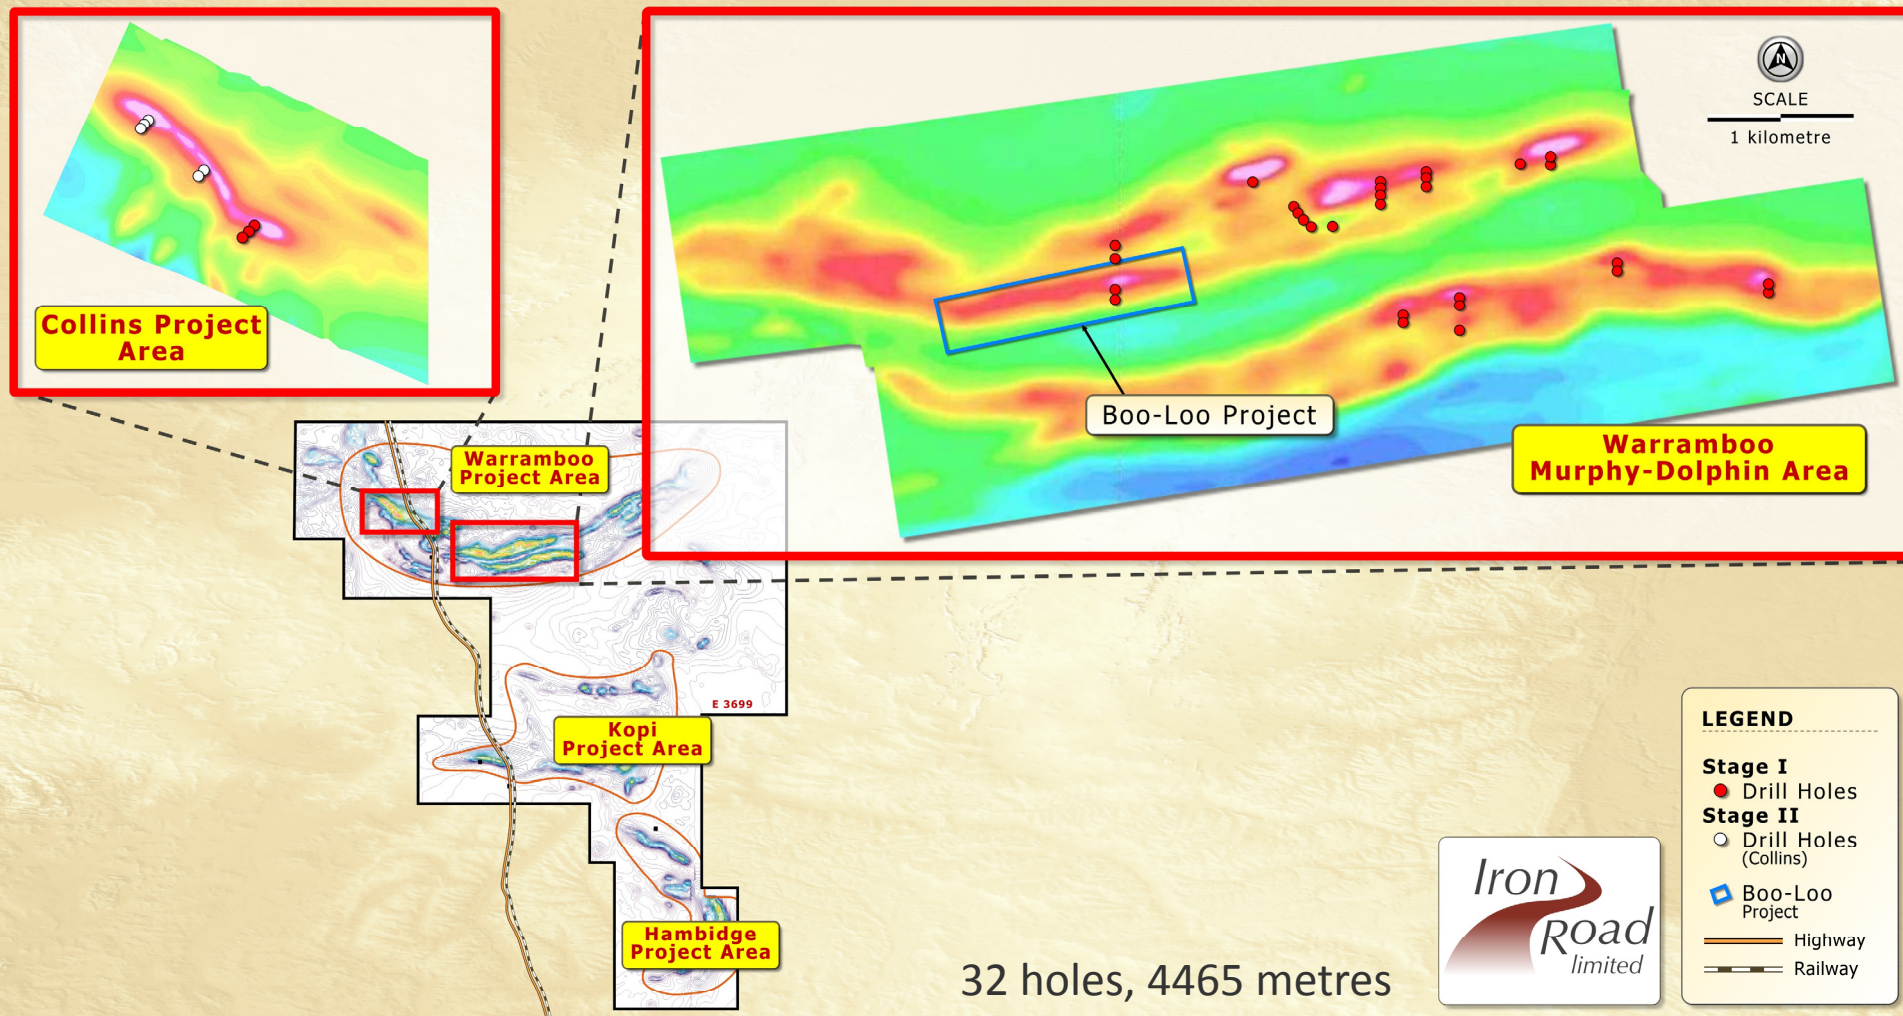 Collins Project
Area
N
SCALE
1 kilometre
Boo-Loo Project
Warramboo
Murphy-Dolphin Area
Warramboo
Project Area
E 3699
Kopi
Project Area
Hambidge
Project Area
32 holes, 4465 metres
Iron
Road
limited
LEGEND
Stage I
Drill Holes
Stage II
Drill Holes
(Collins)
Boo-Loo
Project
Highway
Railway